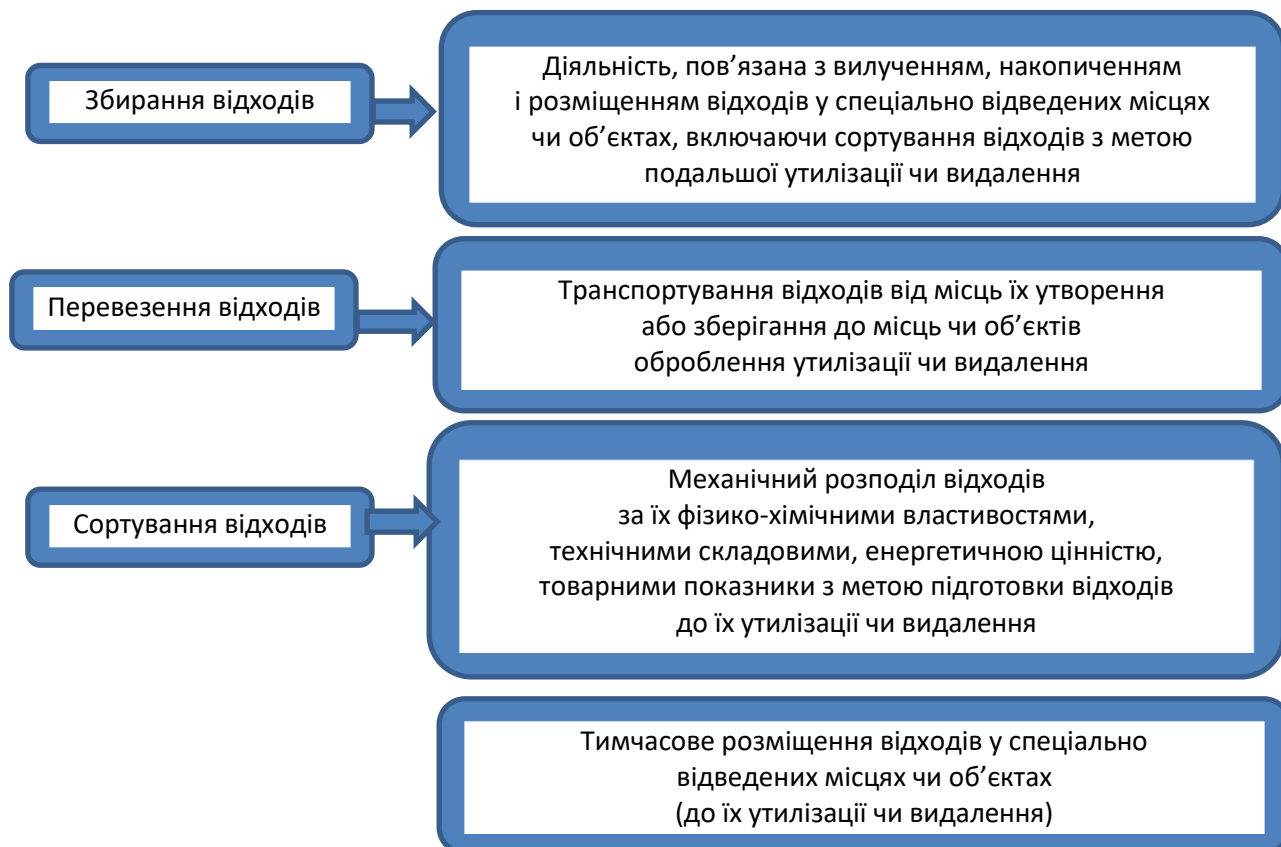 Збирання відходів
Діяльність, пов’язана з вилученням, накопиченням
і розміщенням відходів у спеціально відведених місцях
чи об’єктах, включаючи сортування відходів з метою
подальшої утилізації чи видалення
Перевезення відходів
Транспортування відходів від місць їх утворення
або зберігання до місць чи об’єктів
оброблення утилізації чи видалення
Сортування відходів
Механічний розподіл відходів
за їх фізико-хімічними властивостями,
технічними складовими, енергетичною цінністю,
товарними показники з метою підготовки відходів
до їх утилізації чи видалення
Тимчасове розміщення відходів у спеціально
відведених місцях чи об’єктах
(до їх утилізації чи видалення)